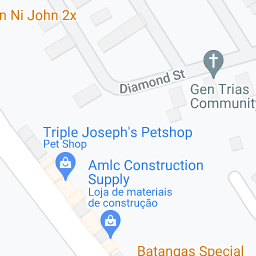 n Ni John 2x
Diamond St
Gen Trias
Community
Triple Joseph's Petshop
Pet Shop
Amlc Construction
Supply
Loja de materiais
de construção
Batangas Special